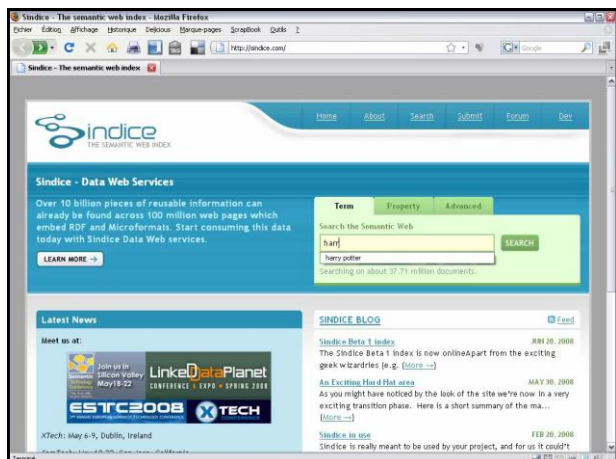 Sindice - The semantic web index - Mozilla Firefox
Fichier Édition Affichage Historique Delicious Marque-pages ScrapBook Outils ?
http://sindice.com/
Google
Sindice - The semantic web index
Home About Search Submit Forum Dev
sindice
THE SEMANTIC WEB INDEX
Sindice - Data Web Services
Over 10 billion pieces of reusable information can
already be found across 100 million web pages which
embed RDF and Microformats. Start consuming this data
today with Sindice Data Web services.
LEARN MORE →
Term Property Advanced
Search the Semantic Web
harr
SEARCH
harry potter
Searching on about 37.71 million documents.
Latest News
Meet us at:
Join us in
Silicon Valley
May18-22
LinkedDataPlanet
CONFERENCE & EXPO • SPRING 2008
ESTC2008
XTECH
XTech: May 6-9, Dublin, Ireland
SINDICE BLOG
Feed
Sindice Beta 1 index JUN 20, 2008
The Sindice Beta 1 index is now onlineApart from the exciting
geek wizardries (e.g. (More →)
An Exciting Hard Hat area MAY 30, 2008
As you might have noticed by the look of the site we're now in a very
exciting transition phase. Here is a short summary of the ma...
(More →)
Sindice in use FEB 20, 2008
Sindice is really meant to be used by your project, and for us it could't
Terminé